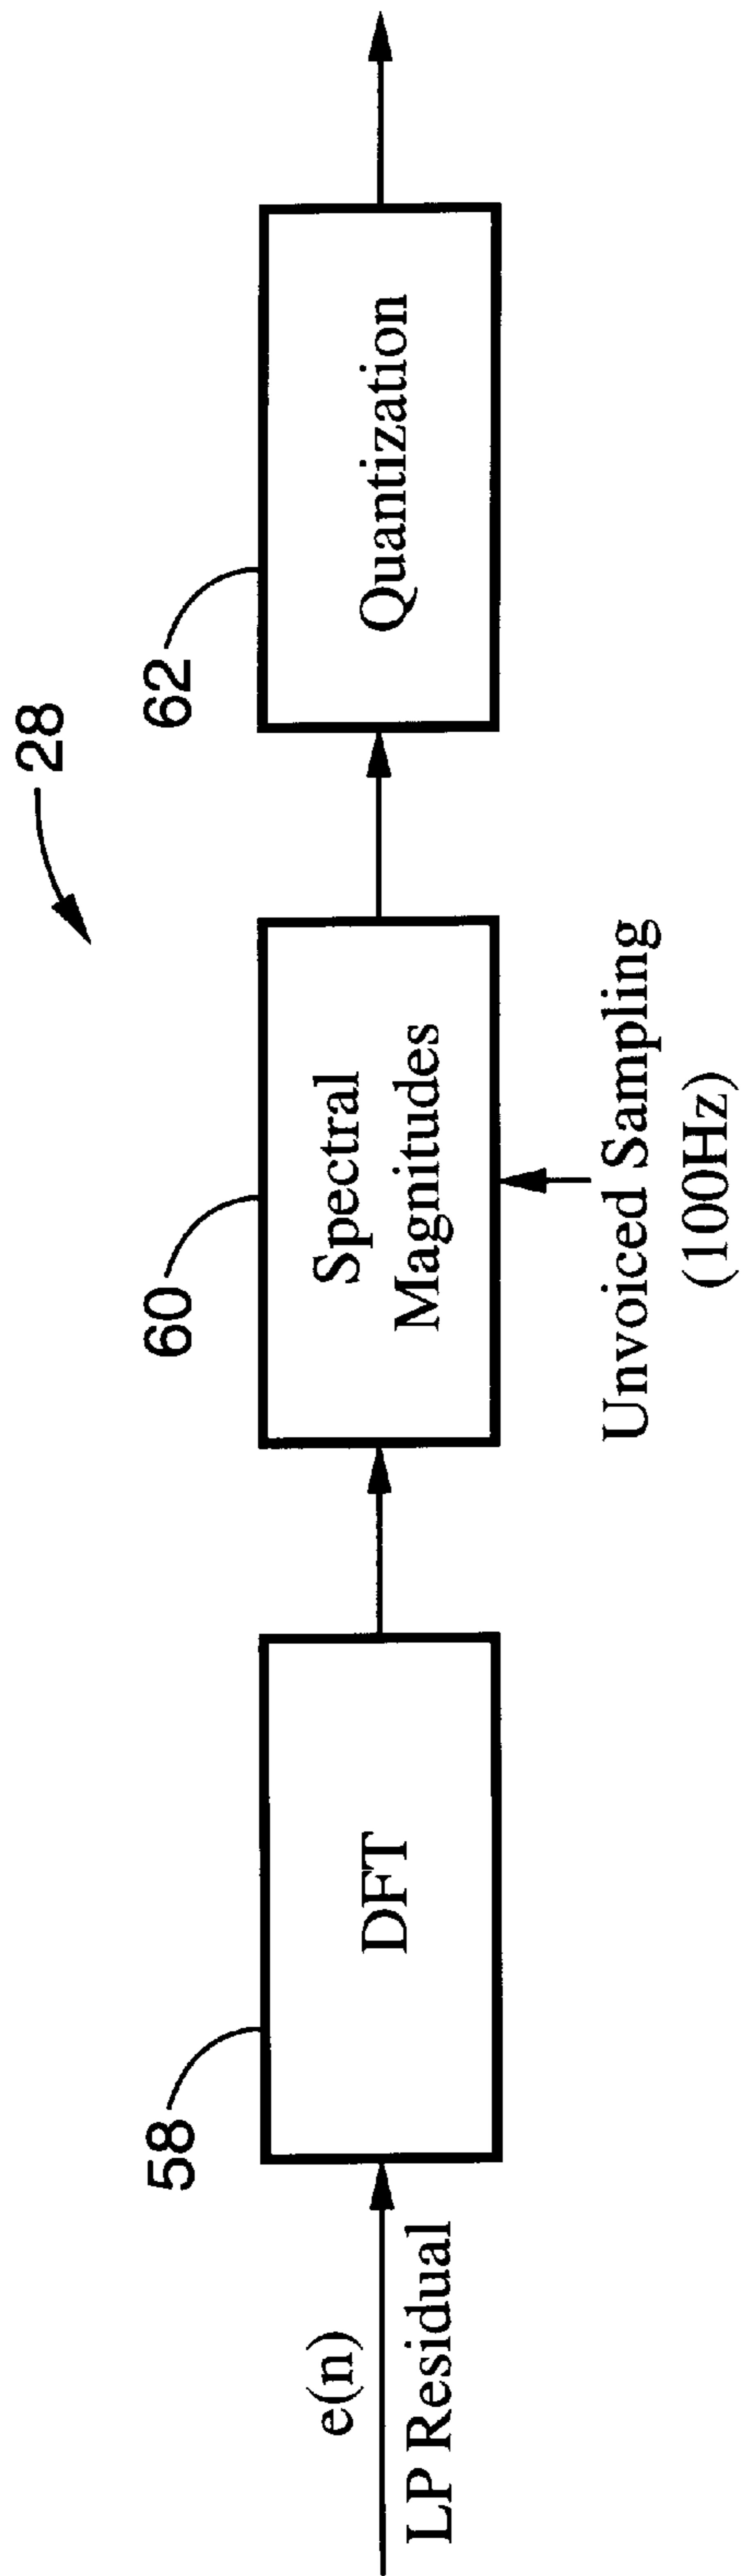 28
e(n)
LP Residual
58
DFT
60
Spectral
Magnitudes
Unvoiced Sampling
(100Hz)
62
Quantization